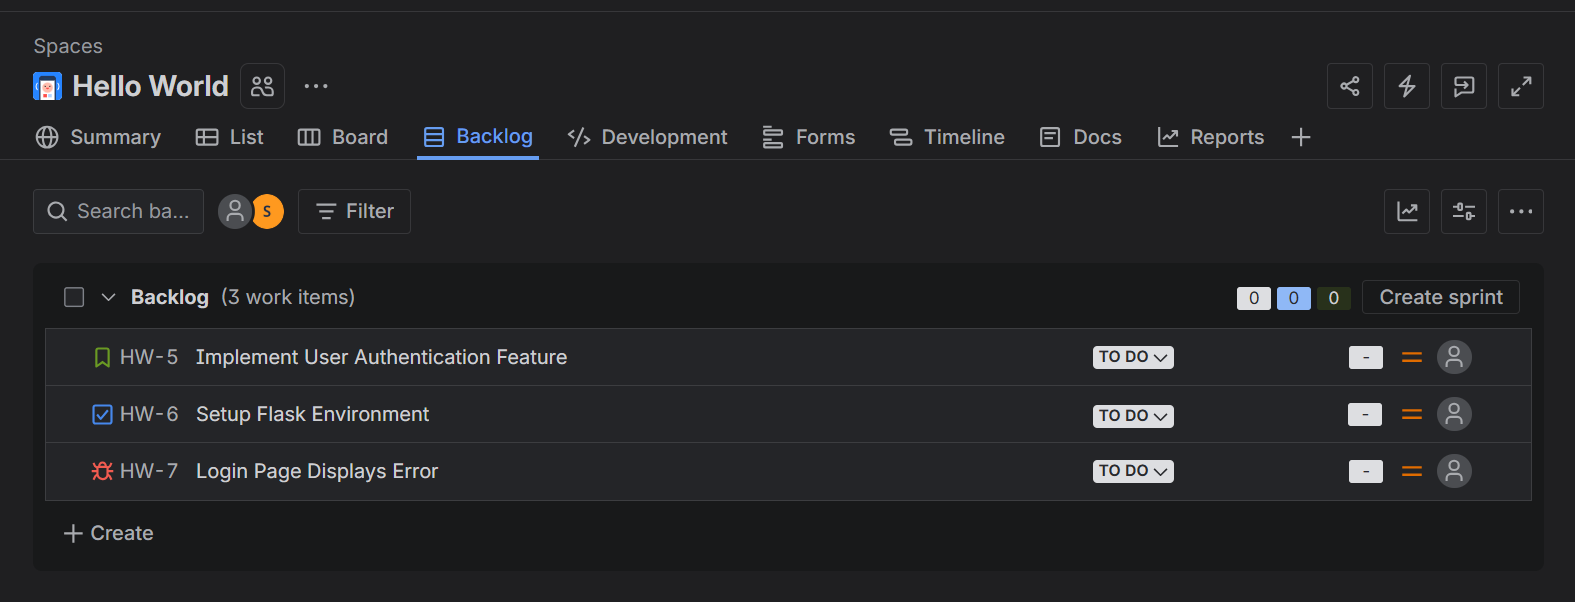 Spaces
Hello World
Summary List Board Backlog Development Forms Timeline Docs Reports
Search ba... S Filter
Backlog (3 work items) 0 0 0 Create sprint
HW-5 Implement User Authentication Feature TO DO -
HW-6 Setup Flask Environment TO DO -
HW-7 Login Page Displays Error TO DO -
Create